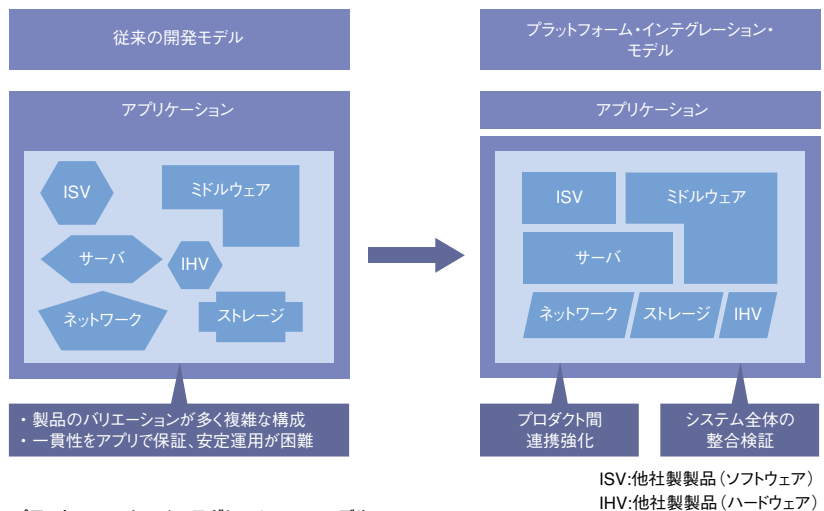 従来の開発モデル
プラットフォーム・インテグレーション・
モデル
アプリケーション
ISV
ミドルウェア
サーバ
IHV
ネットワーク
ストレージ
・製品のバリエーションが多く複雑な構成
・一貫性をアプリで保証、安定運用が困難
アプリケーション
ISV
ミドルウェア
サーバ
ネットワーク
ストレージ
IHV
プロダクト間
連携強化
システム全体の
整合検証
ISV:他社製製品(ソフトウェア)
IHV:他社製製品(ハードウェア)